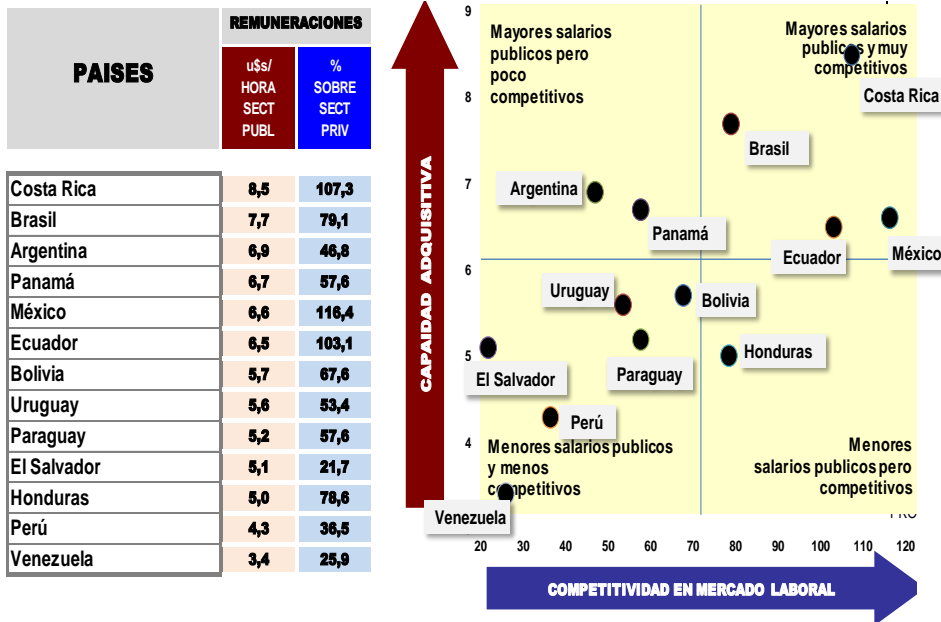 PAISES
REMUNERACIONES
u$s/
HORA
SECT
PUBL
%
SOBRE
SECT
PRIV
Costa Rica 8,5 107,3
Brasil 7,7 79,1
Argentina 6,9 46,8
Panamá 6,7 57,6
México 6,6 116,4
Ecuador 6,5 103,1
Bolivia 5,7 67,6
Uruguay 5,6 53,4
Paraguay 5,2 57,6
El Salvador 5,1 21,7
Honduras 5,0 78,6
Perú 4,3 36,5
Venezuela 3,4 25,9
CAPAIDAD ADQUISITIVA
9
8
7
6
5
4
Mayores salarios
publicos pero
poco
competitivos
Mayores salarios
publicos y muy
competitivos
Costa Rica
Brasil
Argentina
Panamá
Ecuador
México
Uruguay
Bolivia
Honduras
El Salvador
Paraguay
Perú
Menores salarios publicos
y menos
competitivos
Menores
salarios publicos pero
competitivos
Venezuela
20 30 40 50 60 70 80 90 100 110 120
COMPETITIVIDAD EN MERCADO LABORAL